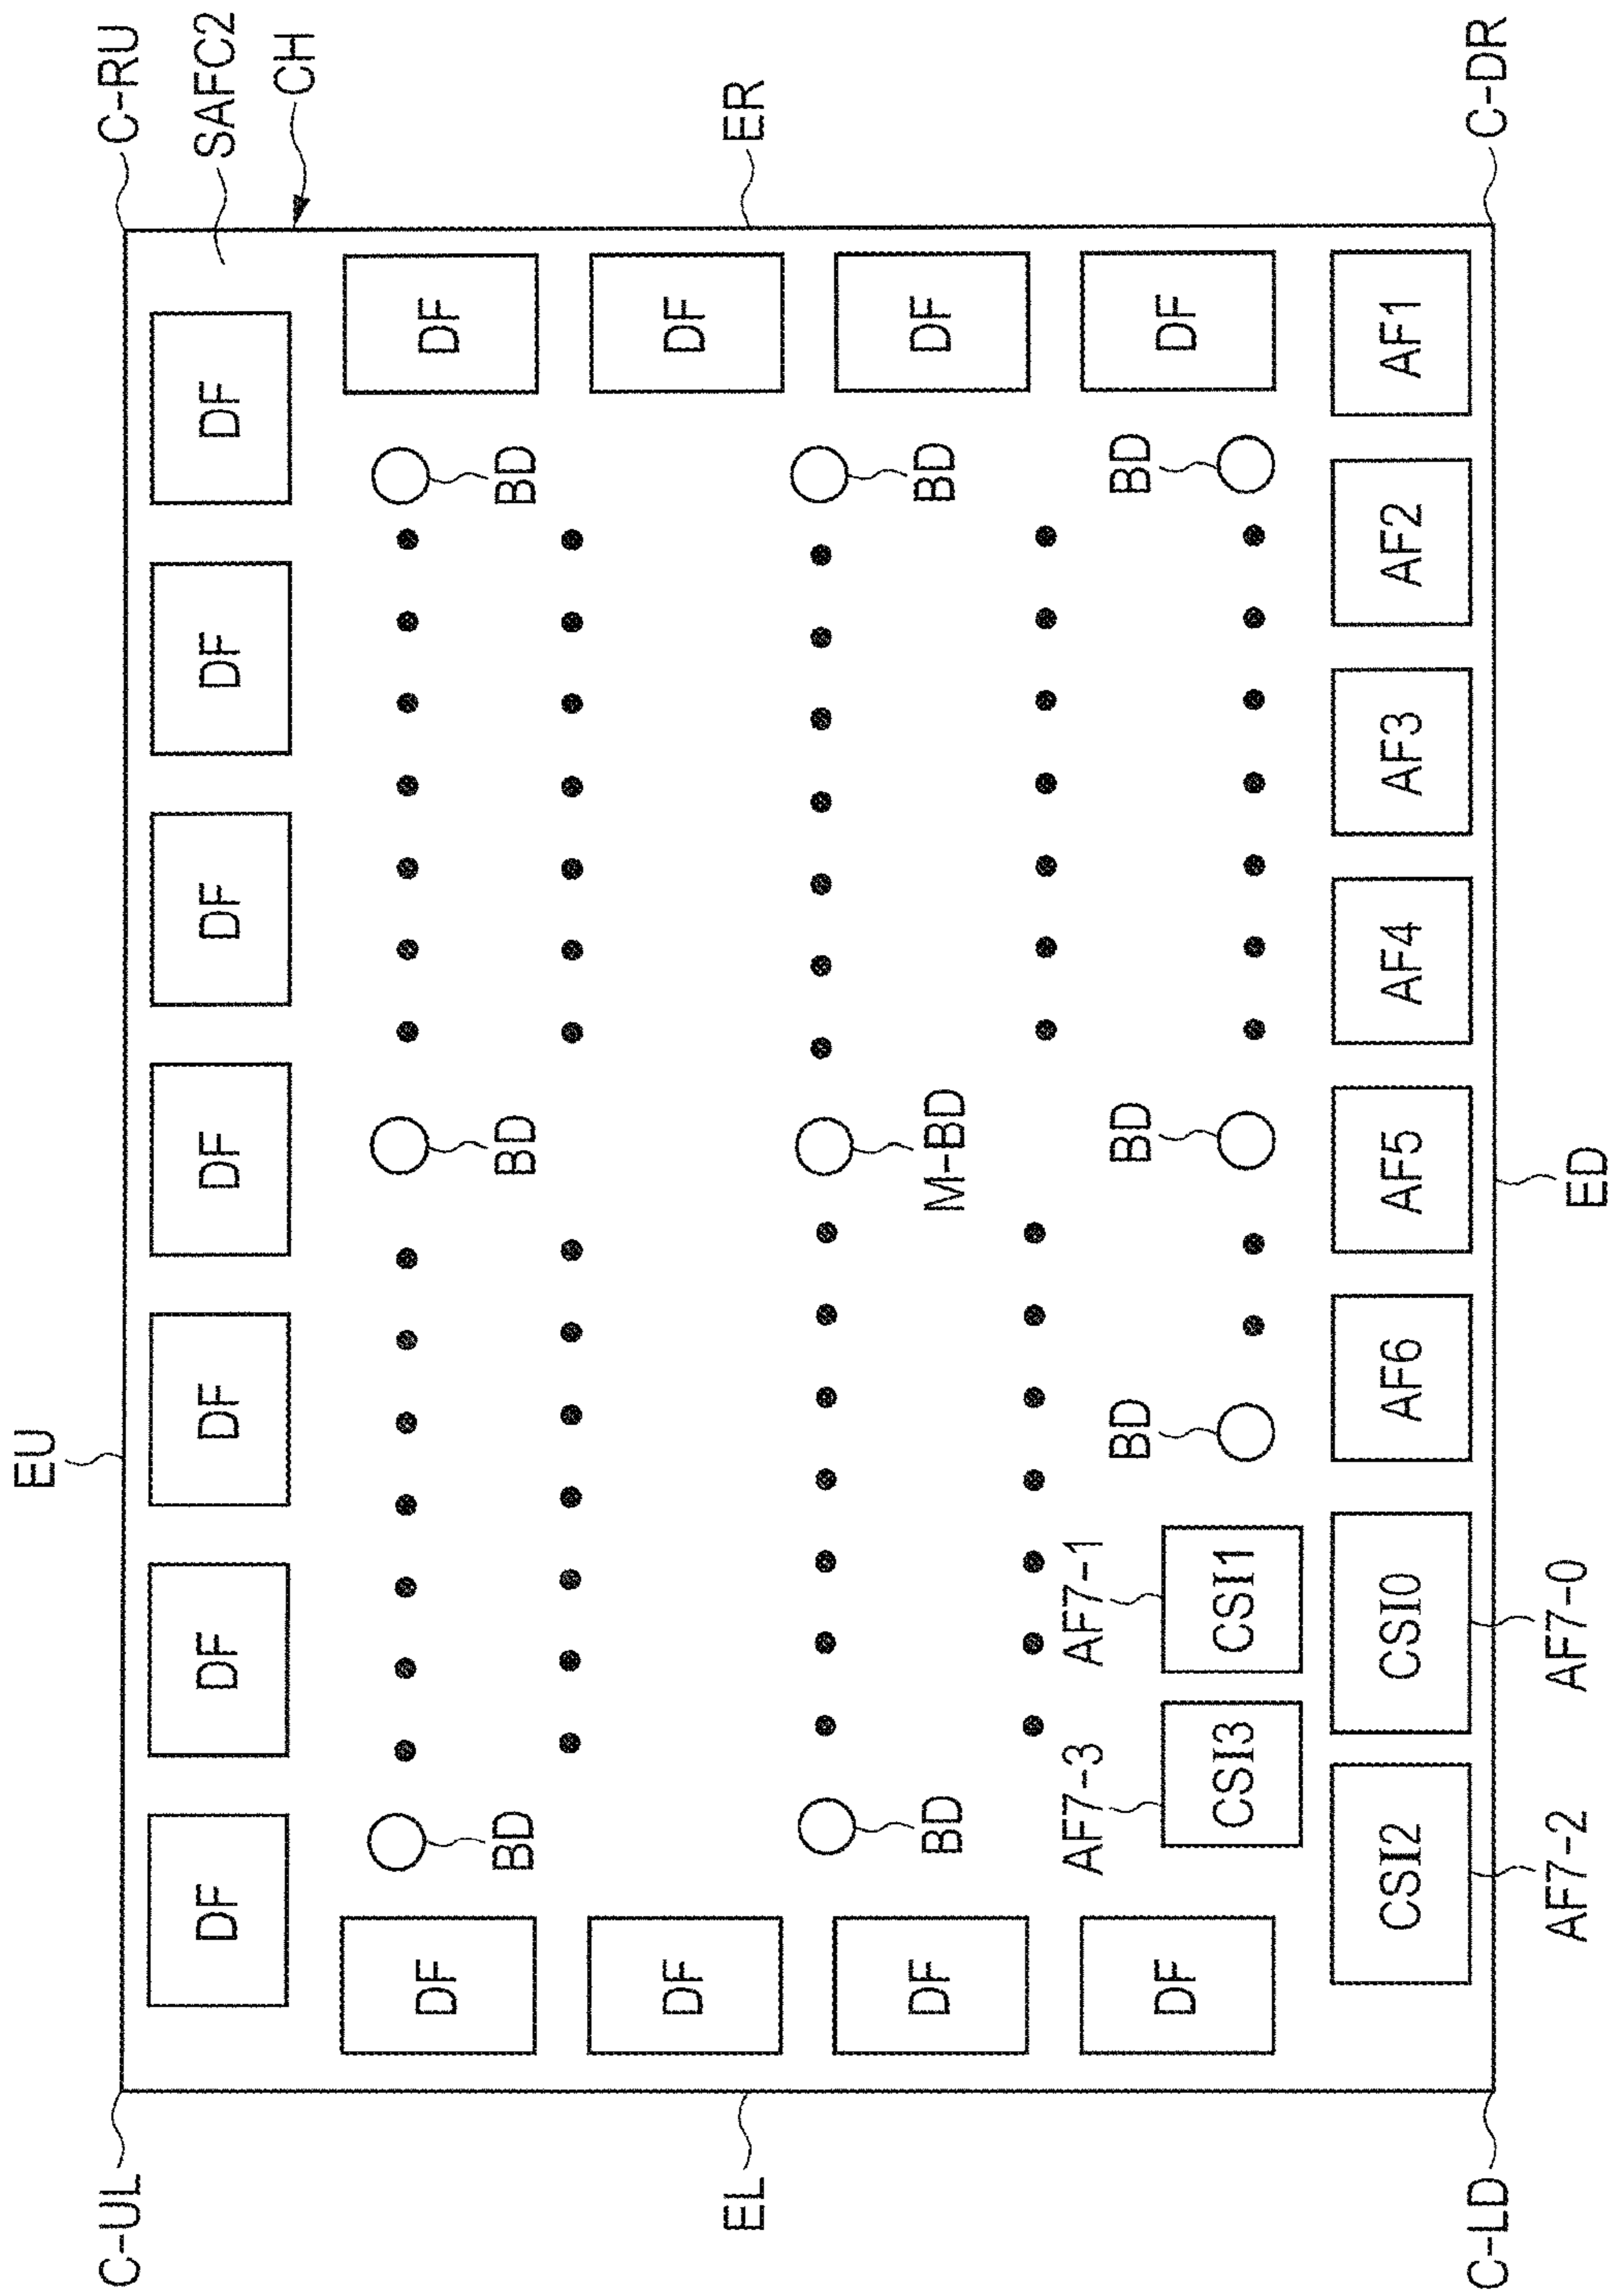 EU
C-UL
C-RU
DF
DF
DF
DF
DF
DF
DF
SAFC2
CH
DF
DF
BD
BD
BD
DF
DF
EL
ER
DF
DF
BD
M-BD
BD
AF7-3
AF7-1
BD
BD
BD
DF
DF
CSI3
CSI1
CSI2
CSI0
AF6
AF5
AF4
AF3
AF2
AF1
C-LD
C-DR
AF7-2
AF7-0
ED